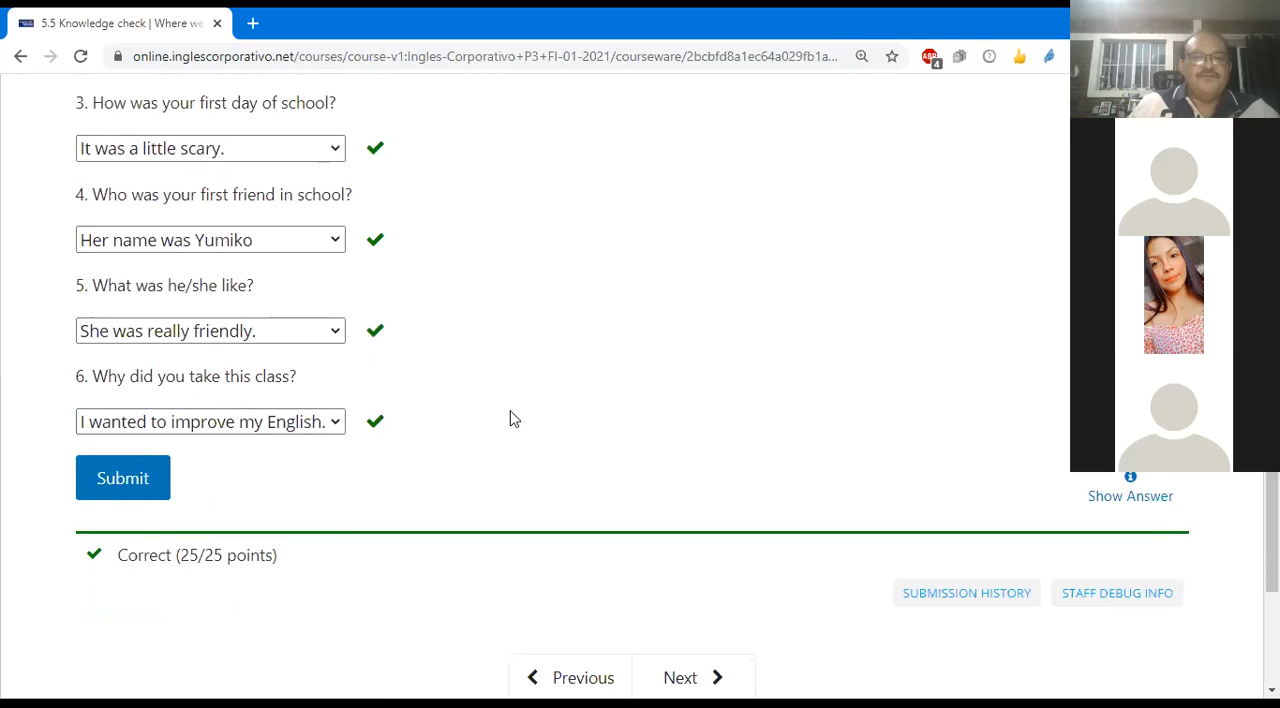 5.5 Knowledge check | Where we
online.inglescorporativo.net/courses/course-v1:Ingles-Corporativo+P3+FI-01-2021/courseware/2bcbfd8a1ec64a029fb1a...
4
3. How was your first day of school?
It was a little scary.
4. Who was your first friend in school?
Her name was Yumiko
5. What was he/she like?
She was really friendly.
6. Why did you take this class?
I wanted to improve my English.
Submit
Show Answer
Correct (25/25 points)
SUBMISSION HISTORY
STAFF DEBUG INFO
Previous
Next